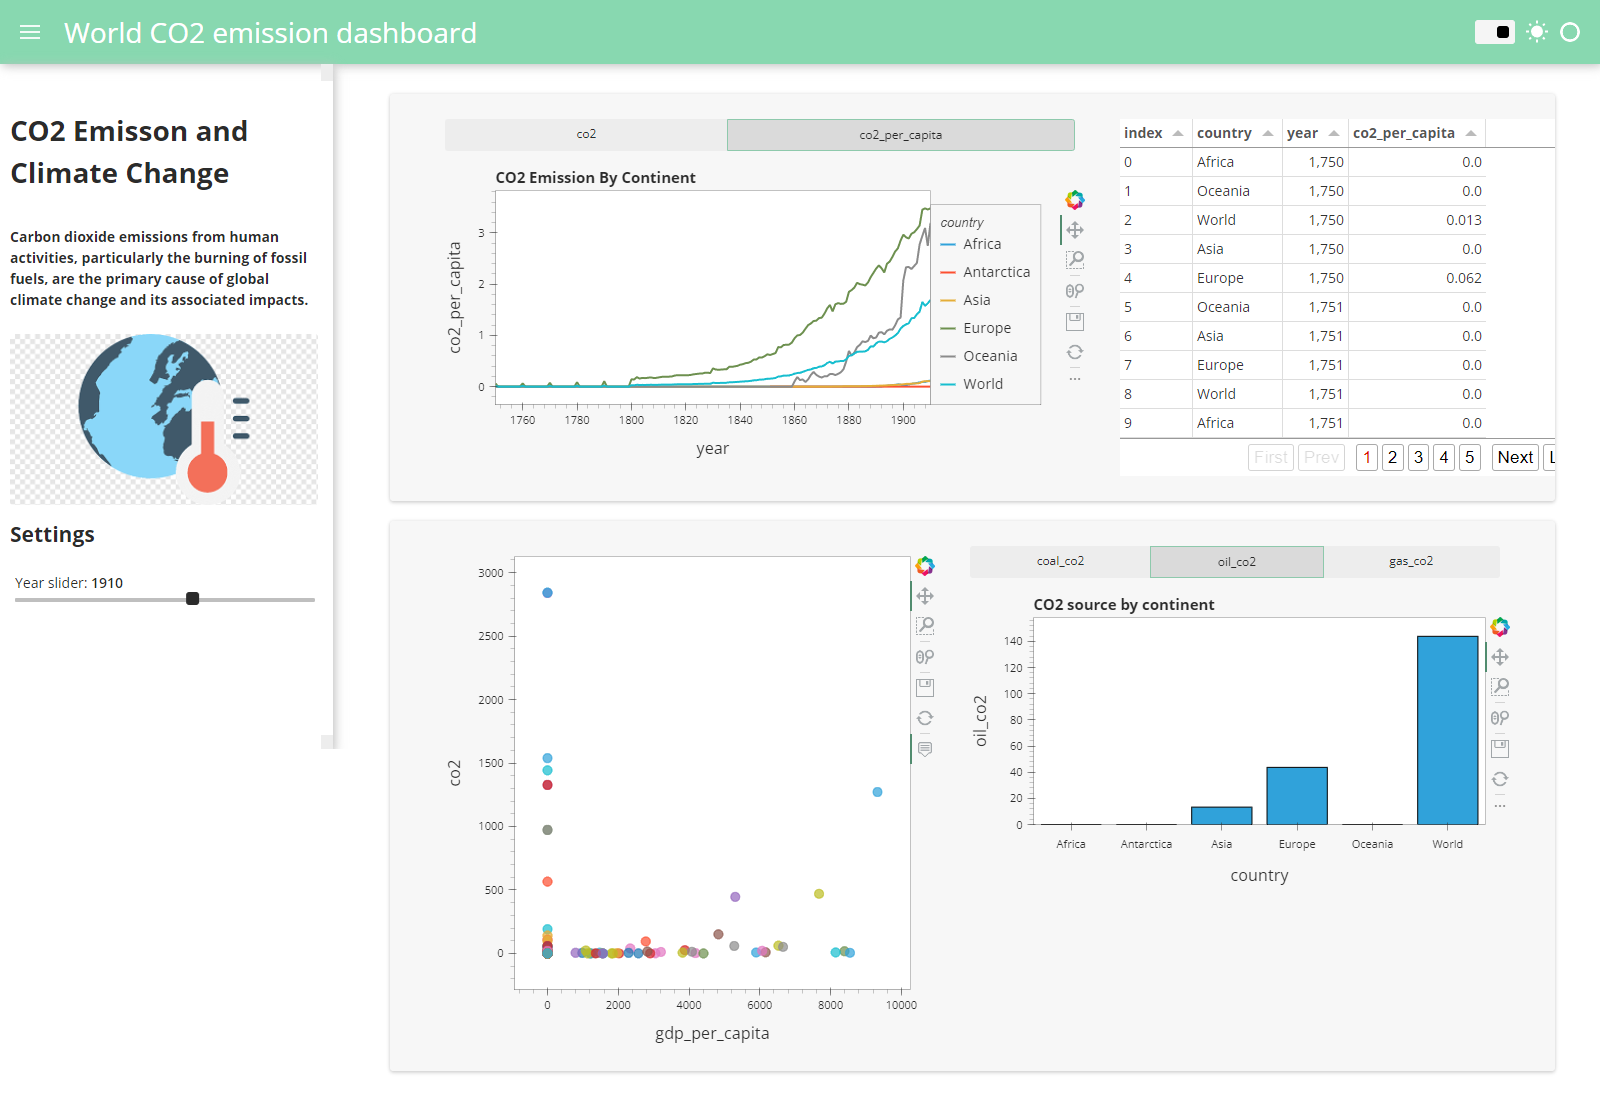 World CO2 emission dashboard
CO2 Emisson and
Climate Change
Carbon dioxide emissions from human
activities, particularly the burning of fossil
fuels, are the primary cause of global
climate change and its associated impacts.
Settings
Year slider: 1910
co2
co2_per_capita
CO2 Emission By Continent
co2_per_capita
3
2
1
0
1760 1780 1800 1820 1840 1860 1880 1900
year
country
Africa
Antarctica
Asia
Europe
Oceania
World
index country year co2_per_capita
0 Africa 1,750 0.0
1 Oceania 1,750 0.0
2 World 1,750 0.013
3 Asia 1,750 0.0
4 Europe 1,750 0.062
5 Oceania 1,751 0.0
6 Asia 1,751 0.0
7 Europe 1,751 0.0
8 World 1,751 0.0
9 Africa 1,751 0.0
First Prev 1 2 3 4 5 Next L
co2
3000
2500
2000
1500
1000
500
0
0 2000 4000 6000 8000 10000
gdp_per_capita
coal_co2
oil_co2
gas_co2
CO2 source by continent
oil_co2
140
120
100
80
60
40
20
0
Africa Antarctica Asia Europe Oceania World
country